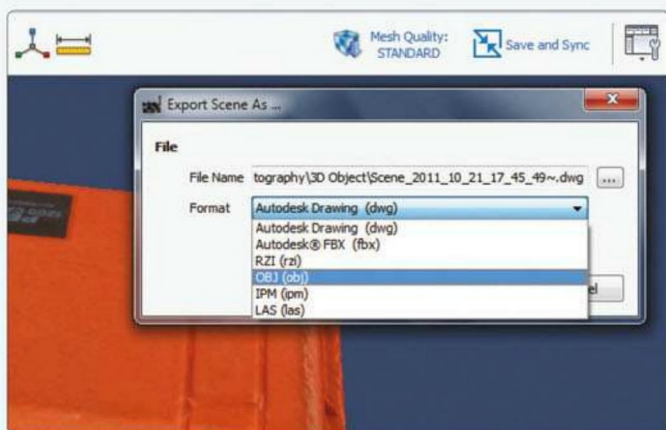 Mesh Quality:
STANDARD
Save and Sync
Export Scene As ...
File
File Name tography\3D Object\Scene_2011_10_21_17_45_49~.dwg ...
Format Autodesk Drawing (dwg)
Autodesk Drawing (dwg)
Autodesk® FBX (fbx)
RZI (rzi)
OBJ (obj)
IPM (ipm)
LAS (las)
el